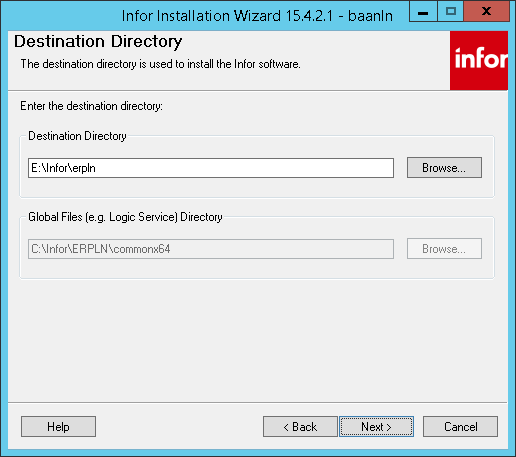 Infor Installation Wizard 15.4.2.1 - baanln
Destination Directory
The destination directory is used to install the Infor software.
infor
Enter the destination directory:
Destination Directory
E:\Infor\erpln
Browse...
Global Files (e.g. Logic Service) Directory
C:\Infor\ERPLN\commonx64
Browse...
Help
< Back
Next >
Cancel